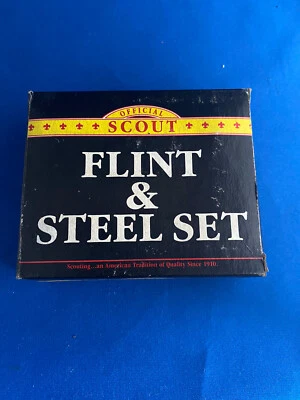 OFFICIAL
SCOUT
FLINT
&
STEEL SET
Scouting...an American Tradition of Quality Since 1910.